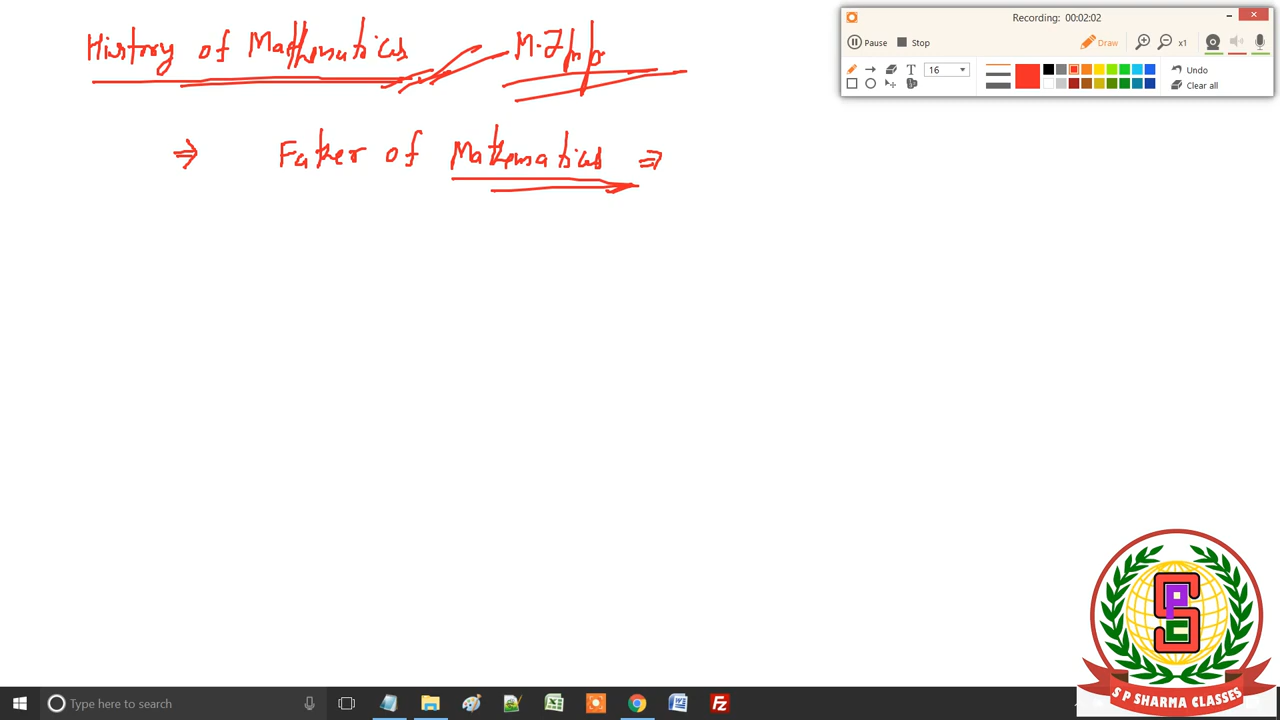 History of Mathematics
Father of Mathematics ⇒
Recording: 00:02:02
Pause Stop Draw x1
T 16 Undo
Clear all
S P SHARMA CLASSES
Type here to search